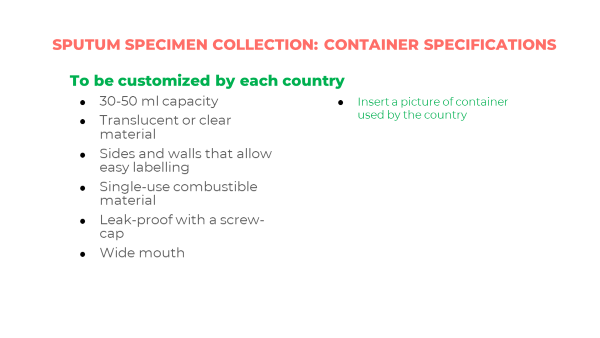 SPUTUM SPECIMEN COLLECTION: CONTAINER SPECIFICATIONS
To be customized by each country
● 30-50 ml capacity
● Translucent or clear
material
● Sides and walls that allow
easy labelling
● Single-use combustible
material
● Leak-proof with a screw-
cap
● Wide mouth
● Insert a picture of container
used by the country